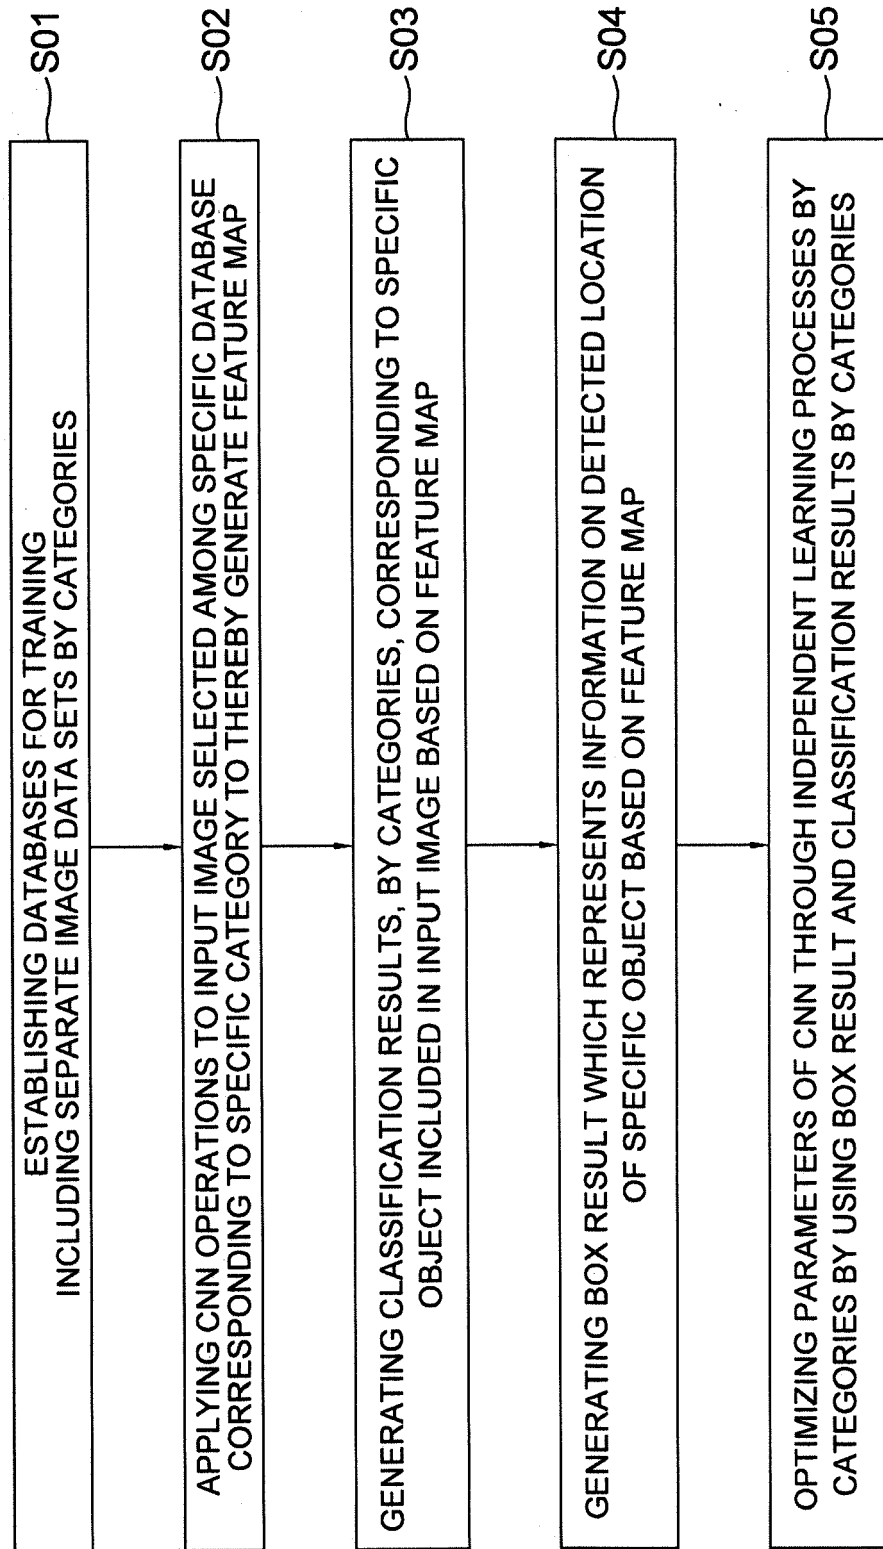 ESTABLISHING DATABASES FOR TRAINING
INCLUDING SEPARATE IMAGE DATA SETS BY CATEGORIES
S01
APPLYING CNN OPERATIONS TO INPUT IMAGE SELECTED AMONG SPECIFIC DATABASE
CORRESPONDING TO SPECIFIC CATEGORY TO THEREBY GENERATE FEATURE MAP
S02
GENERATING CLASSIFICATION RESULTS, BY CATEGORIES, CORRESPONDING TO SPECIFIC
OBJECT INCLUDED IN INPUT IMAGE BASED ON FEATURE MAP
S03
GENERATING BOX RESULT WHICH REPRESENTS INFORMATION ON DETECTED LOCATION
OF SPECIFIC OBJECT BASED ON FEATURE MAP
S04
OPTIMIZING PARAMETERS OF CNN THROUGH INDEPENDENT LEARNING PROCESSES BY
CATEGORIES BY USING BOX RESULT AND CLASSIFICATION RESULTS BY CATEGORIES
S05